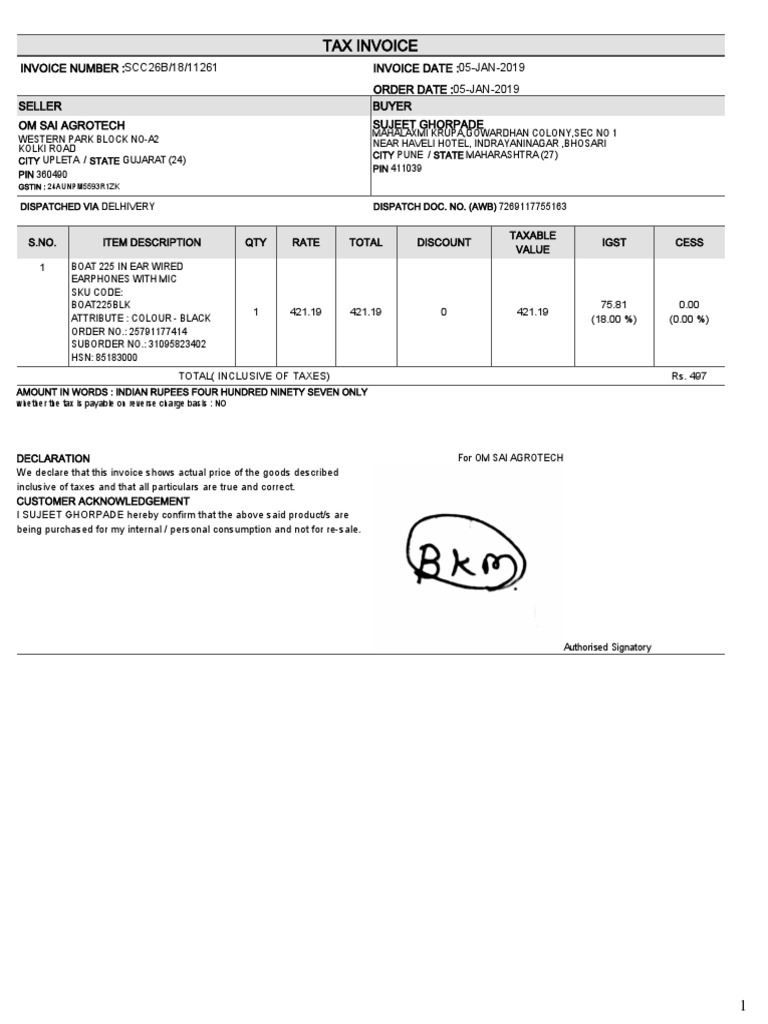 TAX INVOICE
INVOICE NUMBER :SCC26B/18/11261
INVOICE DATE :05-JAN-2019
ORDER DATE :05-JAN-2019
SELLER
BUYER
OM SAI AGROTECH
WESTERN PARK BLOCK NO-A2
KOLKI ROAD
CITY UPLETA / STATE GUJARAT (24)
PIN 360490
GSTIN : 24AUNPM5593R1ZK
SUJEET GHORPADE
MAHALAXMI KRUPA,GOWARDHAN COLONY,SEC NO 1
NEAR HAVELI HOTEL, INDRAYANINAGAR ,BHOSARI
CITY PUNE / STATE MAHARASHTRA (27)
PIN 411039
DISPATCHED VIA DELHIVERY
DISPATCH DOC. NO. (AWB) 7269117755163
S.NO. ITEM DESCRIPTION QTY RATE TOTAL DISCOUNT TAXABLE VALUE IGST CESS
1
BOAT 225 IN EAR WIRED
EARPHONES WITH MIC
SKU CODE:
BOAT225BLK
ATTRIBUTE : COLOUR - BLACK
ORDER NO.: 25791177414
SUBORDER NO.: 31095823402
HSN: 85183000
1 421.19 421.19 0 421.19
75.81
(18.00 %)
0.00
(0.00 %)
TOTAL( INCLUSIVE OF TAXES) Rs. 497
AMOUNT IN WORDS : INDIAN RUPEES FOUR HUNDRED NINETY SEVEN ONLY
whether the tax is payable on reverse charge basis : NO
DECLARATION
We declare that this invoice shows actual price of the goods described
inclusive of taxes and that all particulars are true and correct.
CUSTOMER ACKNOWLEDGEMENT
I SUJEET GHORPADE hereby confirm that the above said product/s are
being purchased for my internal / personal consumption and not for re-sale.
For OM SAI AGROTECH
BKM
Authorised Signatory
1